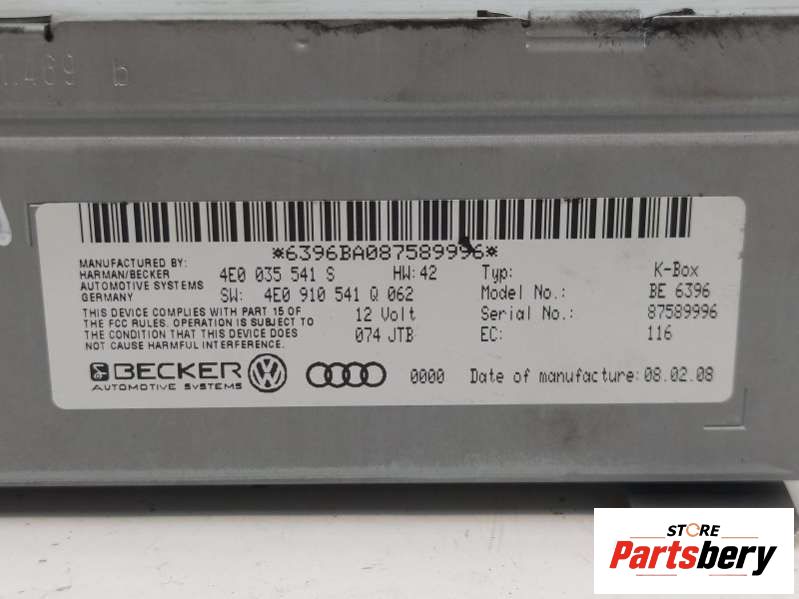 1.469 b
*6396BA087589996*
MANUFACTURED BY:
HARMAN/BECKER
AUTOMOTIVE SYSTEMS
GERMANY
4E0 035 541 S HW:42
SW: 4E0 910 541 Q 062
Typ: K-Box
Model No.: BE 6396
Serial No.: 87589996
EC: 116
THIS DEVICE COMPLIES WITH PART 15 OF
THE FCC RULES. OPERATION IS SUBJECT TO
THE CONDITION THAT THIS DEVICE DOES
NOT CAUSE HARMFUL INTERFERENCE.
12 Volt
074 JTB
BECKER
AUTOMOTIVE SYSTEMS
0000 Date of manufacture: 08.02.08
STORE
Partsbery